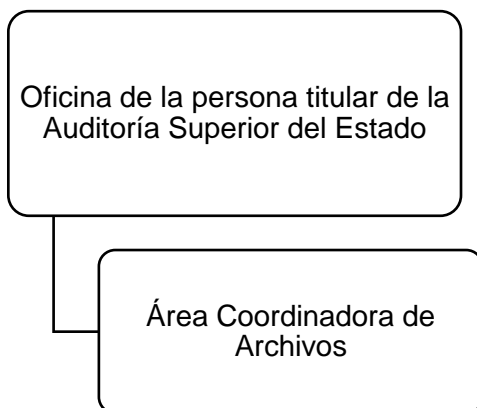 Oficina de la persona titular de la
Auditoría Superior del Estado
Área Coordinadora de
Archivos